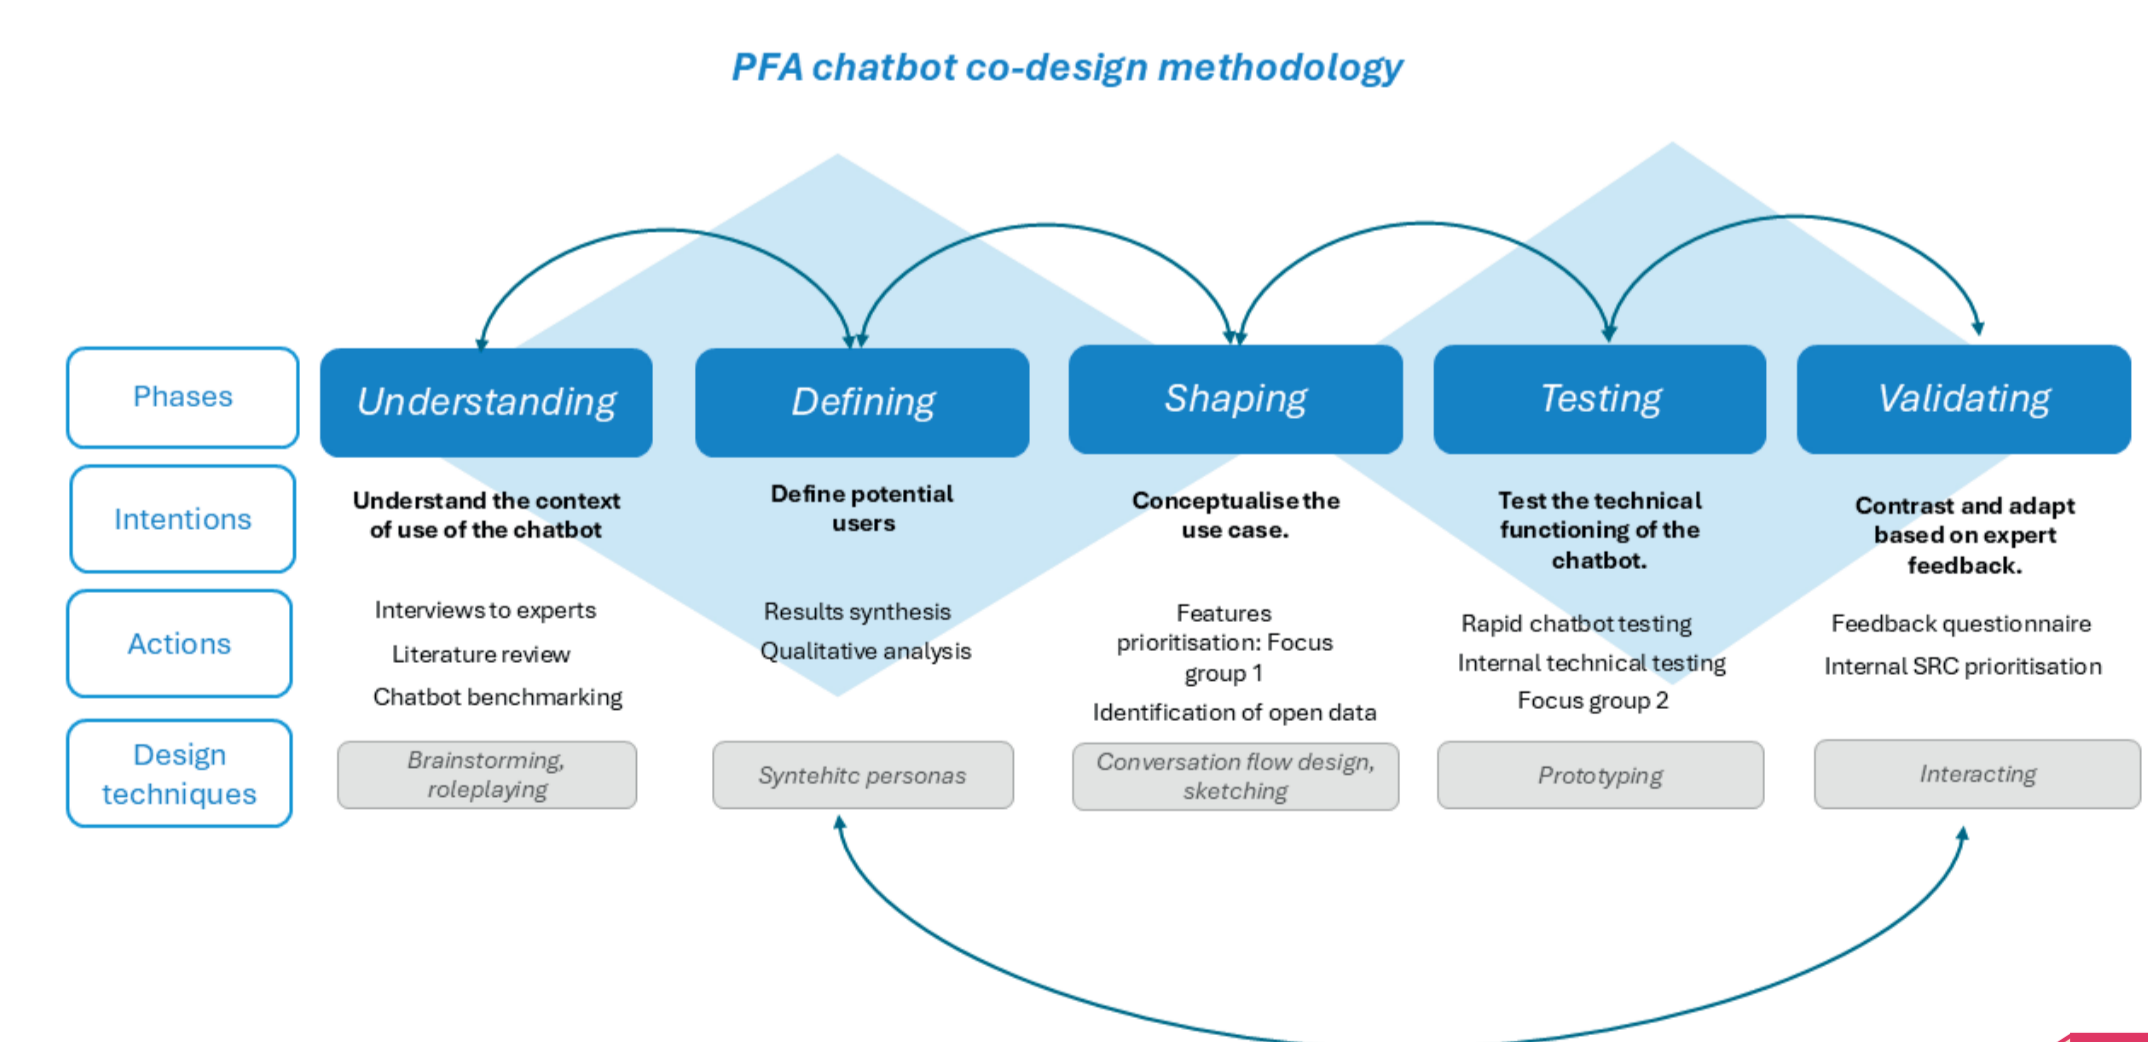 PFA chatbot co-design methodology
Phases
Understanding
Defining
Shaping
Testing
Validating
Intentions
Understand the context
of use of the chatbot
Define potential
users
Conceptualise the
use case.
Test the technical
functioning of the
chatbot.
Contrast and adapt
based on expert
feedback.
Actions
Interviews to experts
Literature review
Chatbot benchmarking
Results synthesis
Qualitative analysis
Features
prioritisation: Focus
group 1
Identification of open data
Rapid chatbot testing
Internal technical testing
Focus group 2
Feedback questionnaire
Internal SRC prioritisation
Design
techniques
Brainstorming,
roleplaying
Syntehitc personas
Conversation flow design,
sketching
Prototyping
Interacting